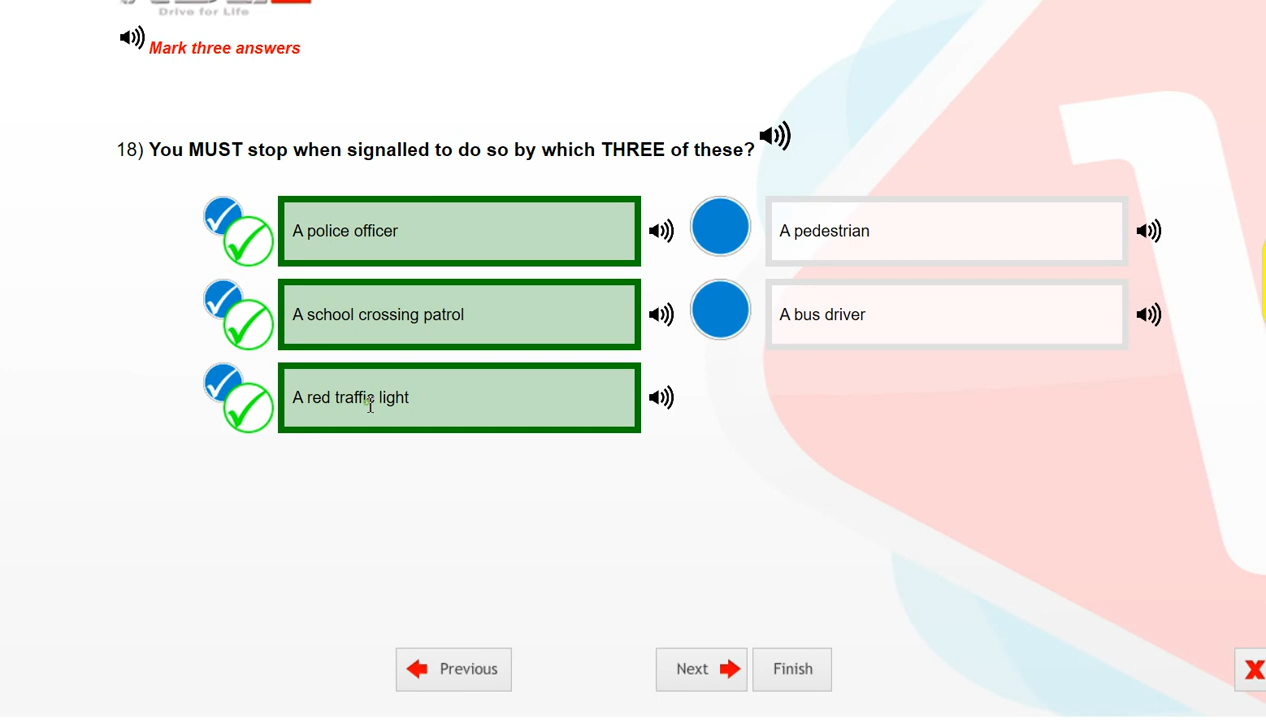 Drive for Life
Mark three answers
18) You MUST stop when signalled to do so by which THREE of these?
A police officer
A pedestrian
A school crossing patrol
A bus driver
A red traffic light
Previous
Next
Finish
X